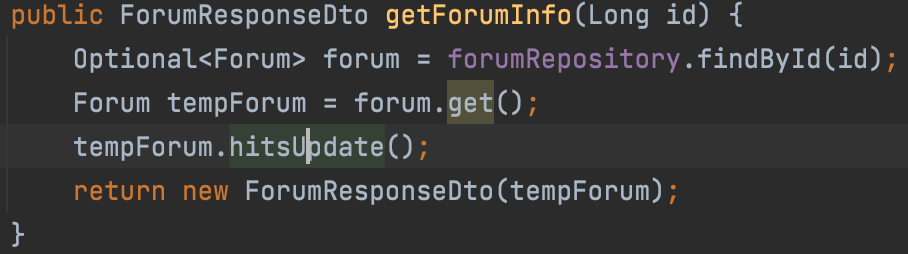 public ForumResponseDto getForumInfo(Long id) {
Optional<Forum> forum = forumRepository.findById(id);
Forum tempForum = forum.get();
tempForum.hitsUpdate();
return new ForumResponseDto(tempForum);
}